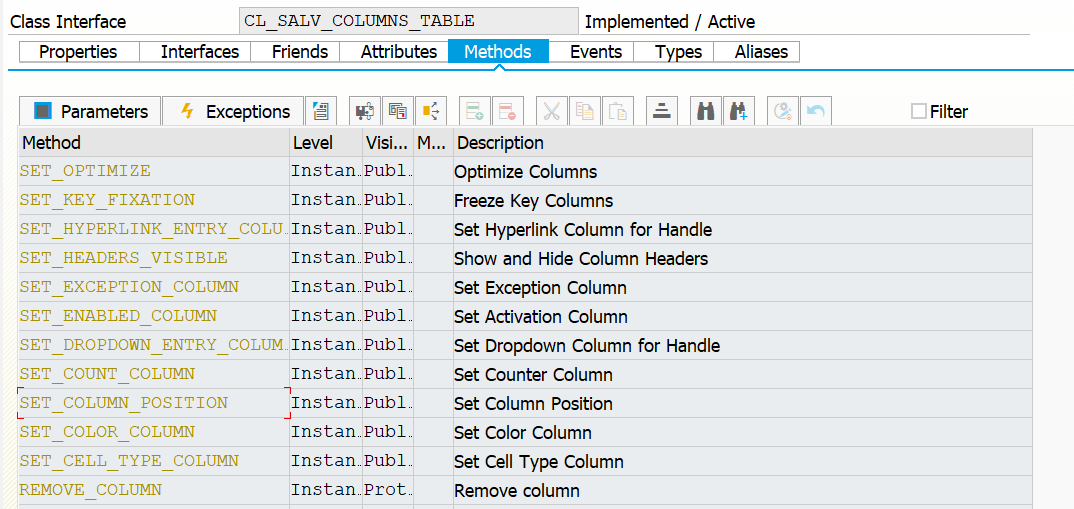 Class Interface CL_SALV_COLUMNS_TABLE Implemented / Active
Properties Interfaces Friends Attributes Methods Events Types Aliases
Parameters Exceptions Filter
Method Level Visi... M... Description
SET_OPTIMIZE Instan.. Publ.. Optimize Columns
SET_KEY_FIXATION Instan.. Publ.. Freeze Key Columns
SET_HYPERLINK_ENTRY_COLU.. Instan.. Publ.. Set Hyperlink Column for Handle
SET_HEADERS_VISIBLE Instan.. Publ.. Show and Hide Column Headers
SET_EXCEPTION_COLUMN Instan.. Publ.. Set Exception Column
SET_ENABLED_COLUMN Instan.. Publ.. Set Activation Column
SET_DROPDOWN_ENTRY_COLUM.. Instan.. Publ.. Set Dropdown Column for Handle
SET_COUNT_COLUMN Instan.. Publ.. Set Counter Column
SET_COLUMN_POSITION Instan.. Publ.. Set Column Position
SET_COLOR_COLUMN Instan.. Publ.. Set Color Column
SET_CELL_TYPE_COLUMN Instan.. Publ.. Set Cell Type Column
REMOVE_COLUMN Instan.. Prot.. Remove column